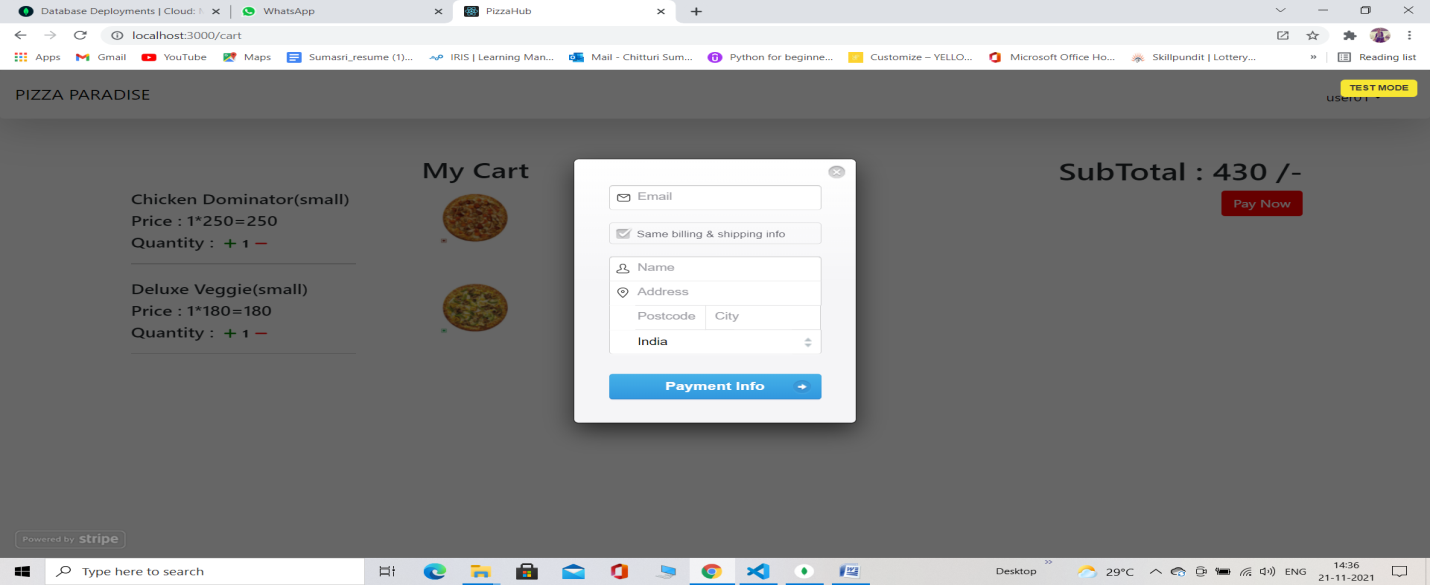 Database Deployments | Cloud:
WhatsApp
PizzaHub
localhost:3000/cart
Apps
Gmail
YouTube
Maps
Sumasri_resume (1)...
IRIS | Learning Man...
Mail - Chitturi Sum...
Python for beginne...
Customize – YELLO...
Microsoft Office Ho...
Skillpundit | Lottery...
»
Reading list
PIZZA PARADISE
TEST MODE
My Cart
Chicken Dominator(small)
Price : 1*250=250
Quantity : + 1 −
Deluxe Veggie(small)
Price : 1*180=180
Quantity : + 1 −
Email
Same billing & shipping info
Name
Address
Postcode
City
India
Payment Info
SubTotal : 430 /-
Pay Now
Powered by stripe
Type here to search
Desktop
»
29°C
ENG
14:36
21-11-2021